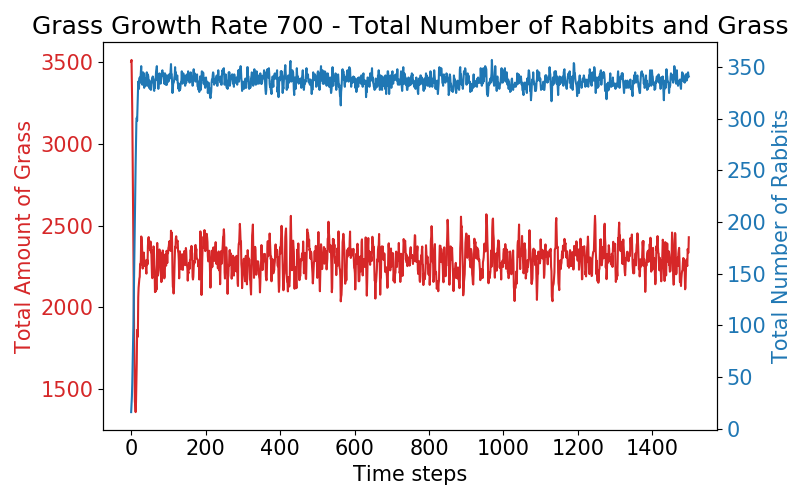 Grass Growth Rate 700 - Total Number of Rabbits and Grass
Total Amount of Grass
3500
3000
2500
2000
1500
350
300
250
200
150
100
50
0
Total Number of Rabbits
0 200 400 600 800 1000 1200 1400
Time steps